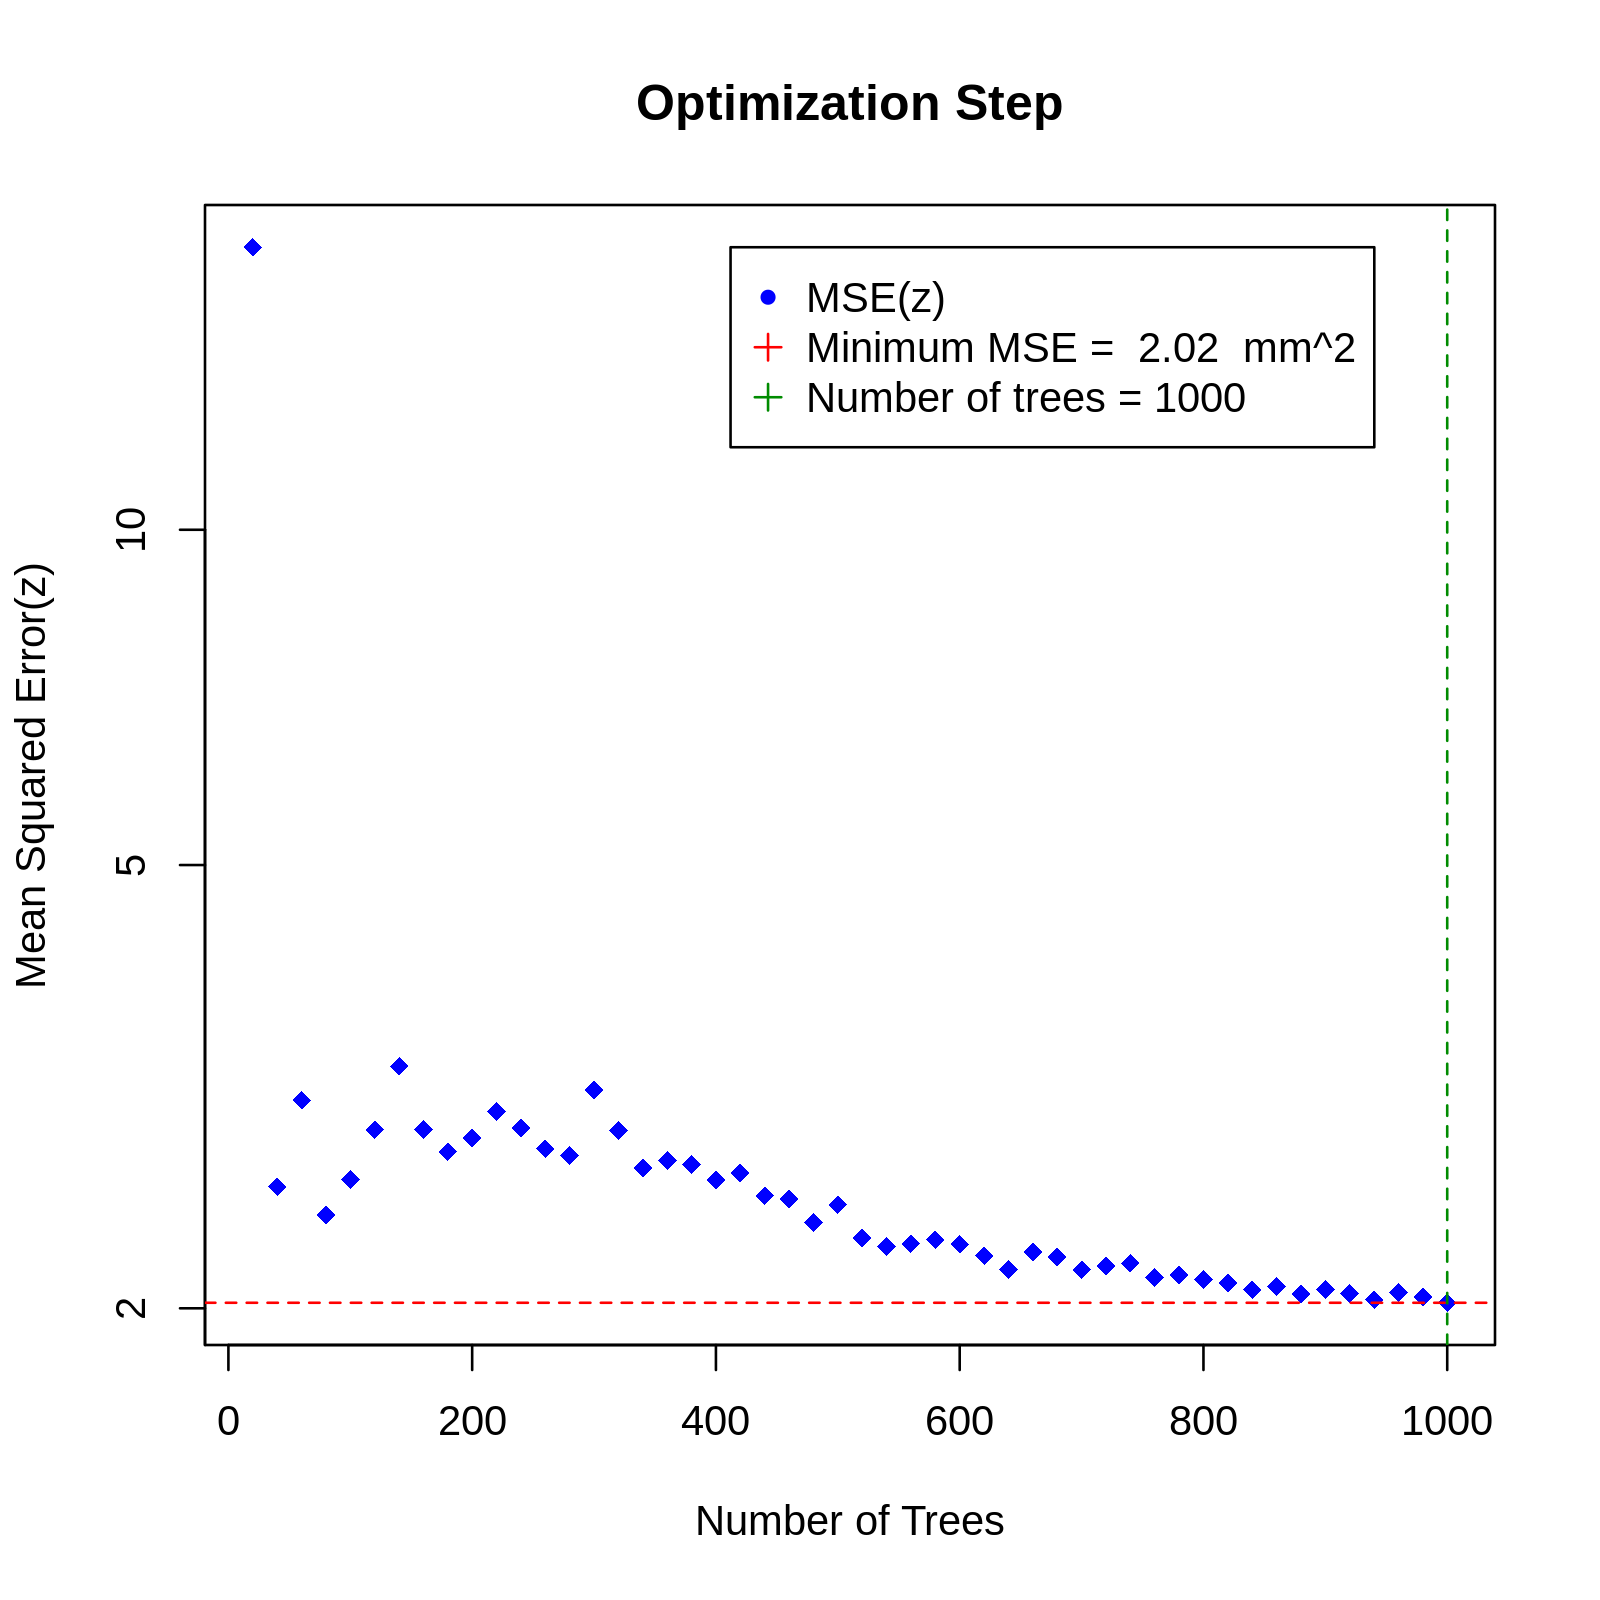 Optimization Step
MSE(z)
Minimum MSE =  2.02  mm^2
Number of trees = 1000
Mean Squared Error(z)
10
5
2
0 200 400 600 800 1000
Number of Trees